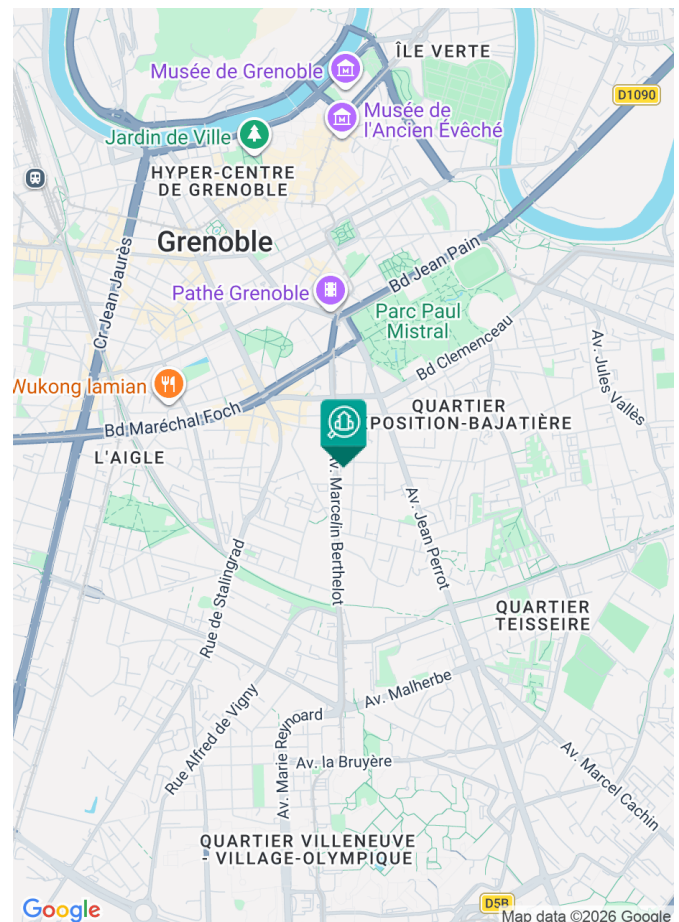 ÎLE VERTE
Musée de Grenoble
D1090
Musée de
l'Ancien Évêché
Jardin de Ville
HYPER-CENTRE
DE GRENOBLE
Grenoble
Bd Jean Pain
Cr Jean Jaurès
Pathé Grenoble
Parc Paul
Mistral
Bd Clemenceau
Av. Jules Vallès
Wukong lamian
Bd Maréchal Foch
QUARTIER
POSITION-BAJATIÈRE
L'AIGLE
Av. Marcelin Berthelot
Av. Jean Perrot
Rue de Stalingrad
QUARTIER
TEISSEIRE
Av. Malherbe
Rue Alfred de Vigny
Av. Marie Reynoard
Av. la Bruyère
Av. Marcel Cachin
QUARTIER VILLENEUVE
- VILLAGE-OLYMPIQUE
D5B
Google
Map data ©2026 Google